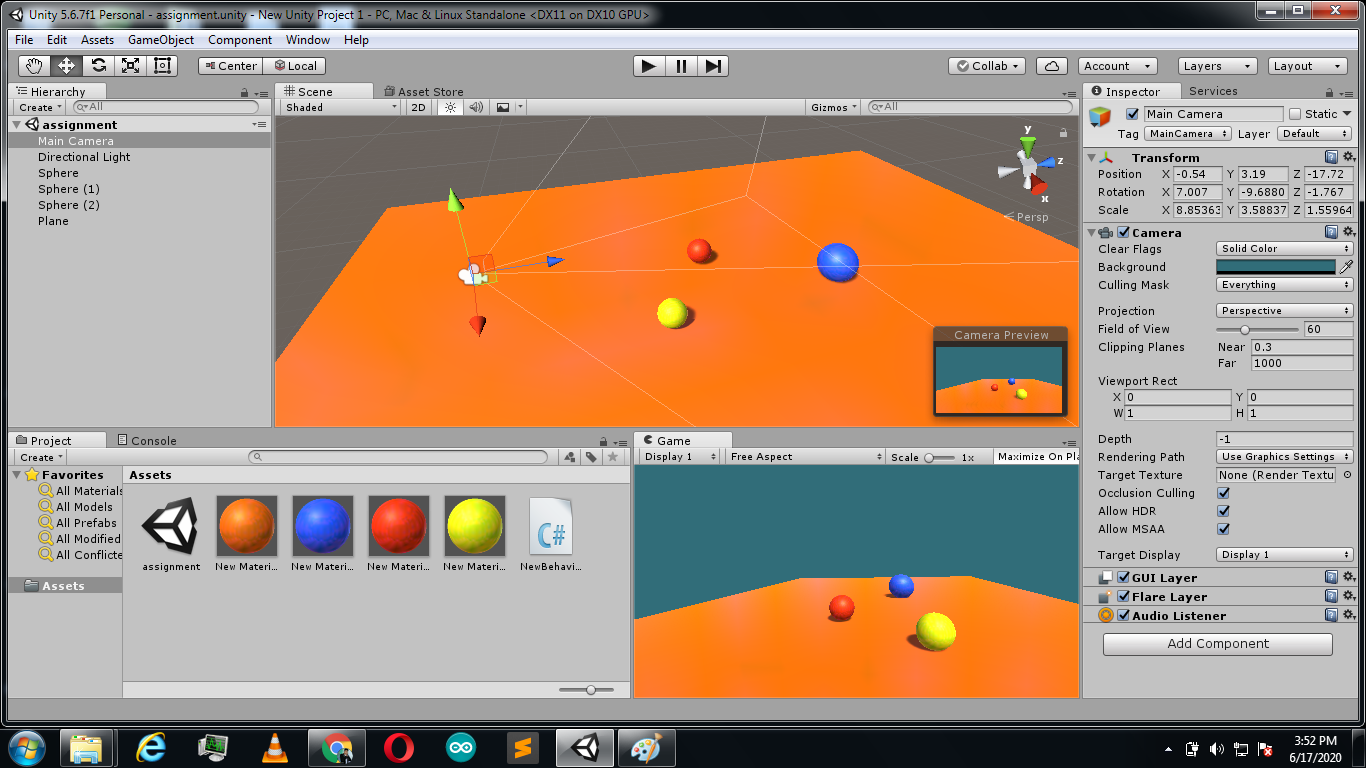 Unity 5.6.7f1 Personal - assignment.unity - New Unity Project 1 - PC, Mac & Linux Standalone <DX11 on DX10 GPU>
File Edit Assets GameObject Component Window Help
Center Local Collab Account Layers Layout
Hierarchy
Create All
assignment
Main Camera
Directional Light
Sphere
Sphere (1)
Sphere (2)
Plane
Scene Asset Store
Shaded 2D Gizmos All
y
z
x
Persp
Camera Preview
Inspector Services
Main Camera Static
Tag MainCamera Layer Default
Transform
Position X -0.54 Y 3.19 Z -17.72
Rotation X 7.007 Y -9.6880 Z -1.767
Scale X 8.85363 Y 3.58837 Z 1.55964
Camera
Clear Flags Solid Color
Background
Culling Mask Everything
Projection Perspective
Field of View 60
Clipping Planes Near 0.3
Far 1000
Viewport Rect
X 0 Y 0
W 1 H 1
Depth -1
Rendering Path Use Graphics Settings
Target Texture None (Render Textu
Occlusion Culling
Allow HDR
Allow MSAA
Target Display Display 1
GUI Layer
Flare Layer
Audio Listener
Add Component
Project Console
Create
Favorites
All Materials
All Models
All Prefabs
All Modified
All Conflicte
Assets
Assets
assignment New Materi... New Materi... New Materi... New Materi... NewBehavi...
C#
Game
Display 1 Free Aspect Scale 1x Maximize On Pla
3:52 PM
6/17/2020